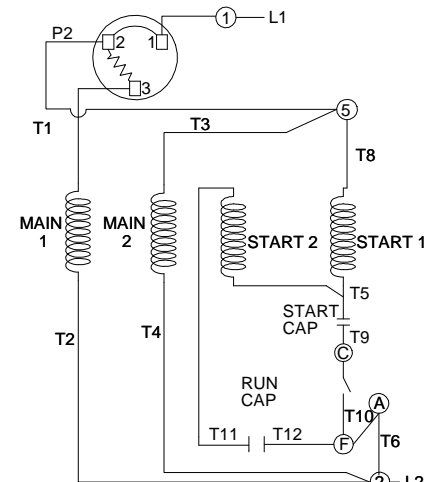 1 L1
P2 2 1
3
T1 T3 5
T8
MAIN 1
MAIN 2
START 2
START 1
T5
START CAP
T9
T2 T4 C
RUN CAP
T10 A
T11 T12 F T6
2 L2